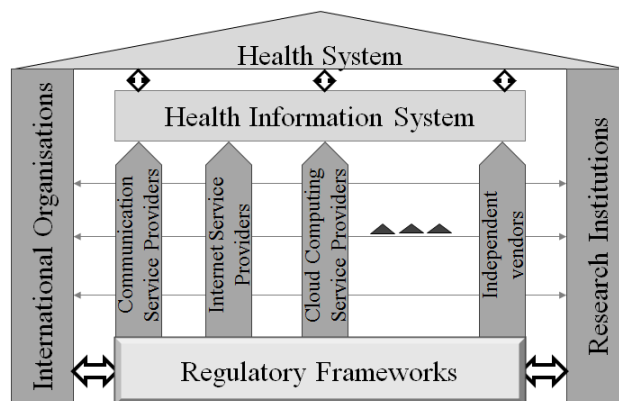 Health System
Health Information System
International Organisations
Communication
Service Providers
Internet Service
Providers
Cloud Computing
Service Providers
Independent
vendors
Research Institutions
Regulatory Frameworks